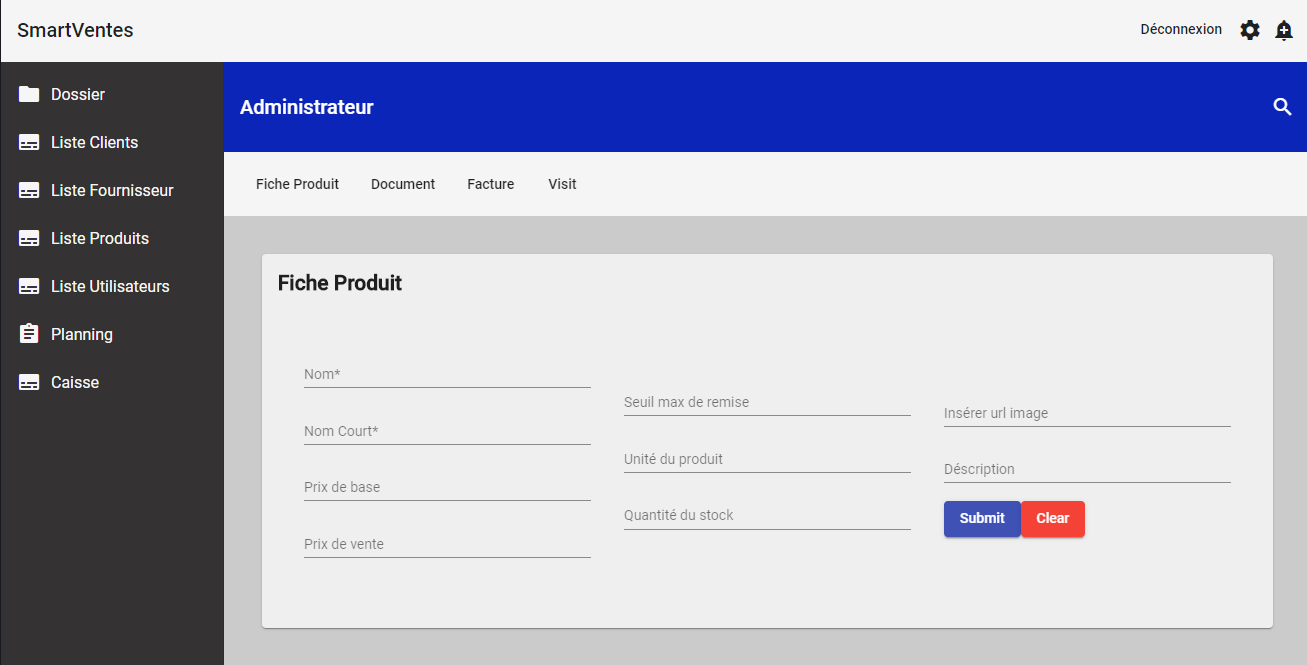 SmartVentes
Déconnexion
Dossier
Liste Clients
Liste Fournisseur
Liste Produits
Liste Utilisateurs
Planning
Caisse
Administrateur
Fiche Produit Document Facture Visit
Fiche Produit
Nom*
Nom Court*
Prix de base
Prix de vente
Seuil max de remise
Unité du produit
Quantité du stock
Insérer url image
Déscription
Submit Clear